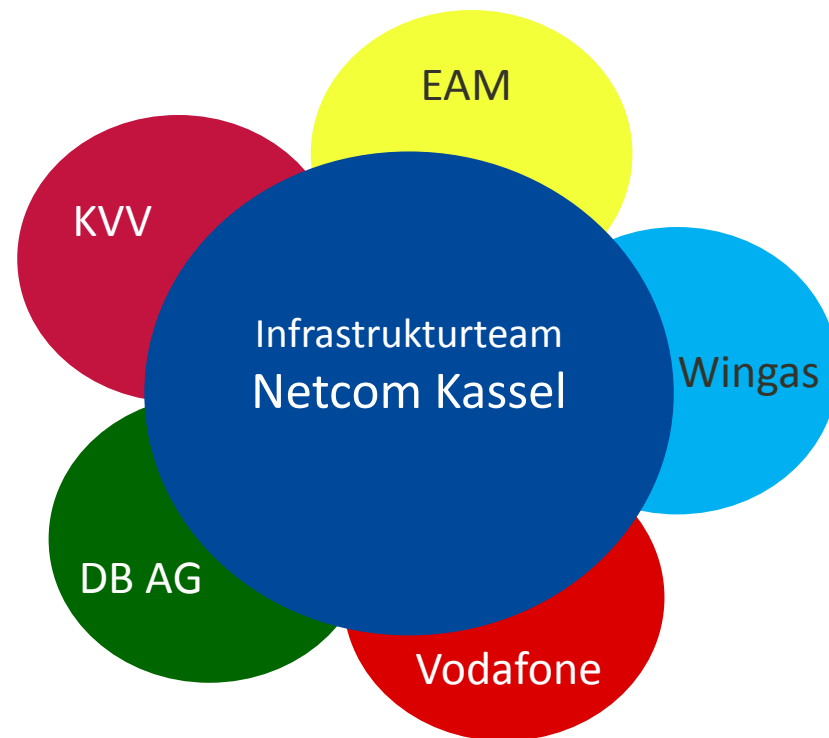 EAM
KVV
Infrastrukturteam
Netcom Kassel
Wingas
DB AG
Vodafone